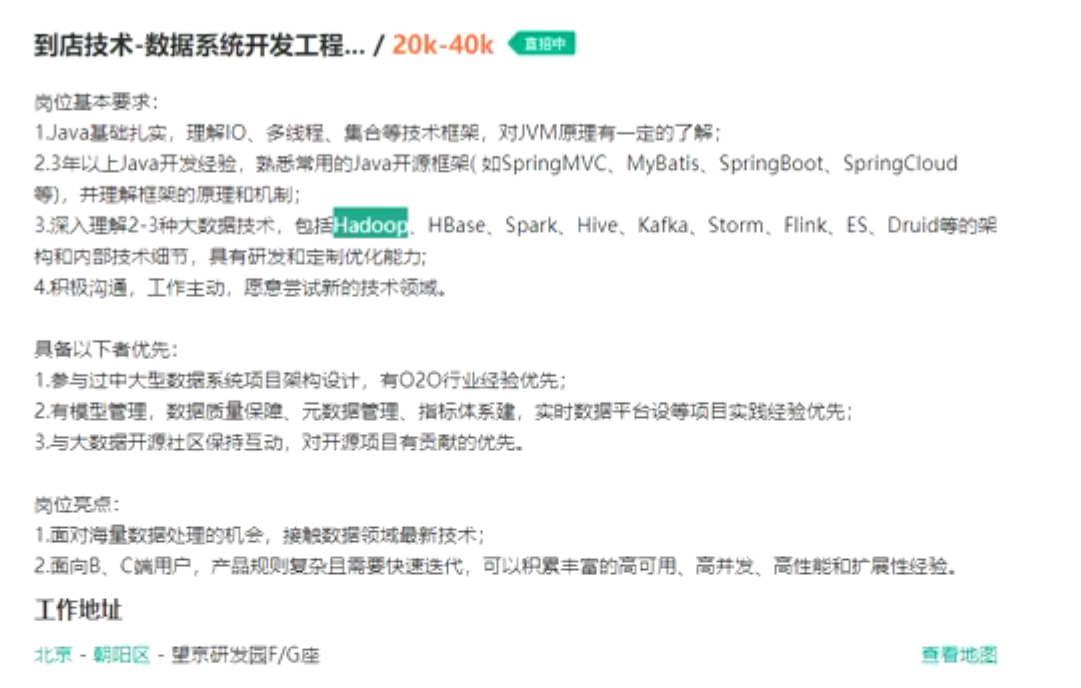 到店技术-数据系统开发工程... / 20k-40k 直招中
岗位基本要求：
1.Java基础扎实，理解IO、多线程、集合等技术框架，对JVM原理有一定的了解；
2.3年以上Java开发经验，熟悉常用的Java开源框架( 如SpringMVC、MyBatis、SpringBoot、SpringCloud
等)，并理解框架的原理和机制；
3.深入理解2-3种大数据技术，包括Hadoop、HBase、Spark、Hive、Kafka、Storm、Flink、ES、Druid等的架
构和内部技术细节，具有研发和定制优化能力;
4.积极沟通，工作主动，愿意尝试新的技术领域。
具备以下者优先：
1.参与过中大型数据系统项目架构设计，有O2O行业经验优先；
2.有模型管理，数据质量保障、元数据管理、指标体系建，实时数据平台设等项目实践经验优先；
3.与大数据开源社区保持互动，对开源项目有贡献的优先。
岗位亮点：
1.面对海量数据处理的机会，接触数据领域最新技术；
2.面向B、C端用户，产品规则复杂且需要快速迭代，可以积累丰富的高可用、高并发、高性能和扩展性经验。
工作地址
北京 - 朝阳区 - 望京研发园F/G座 查看地图